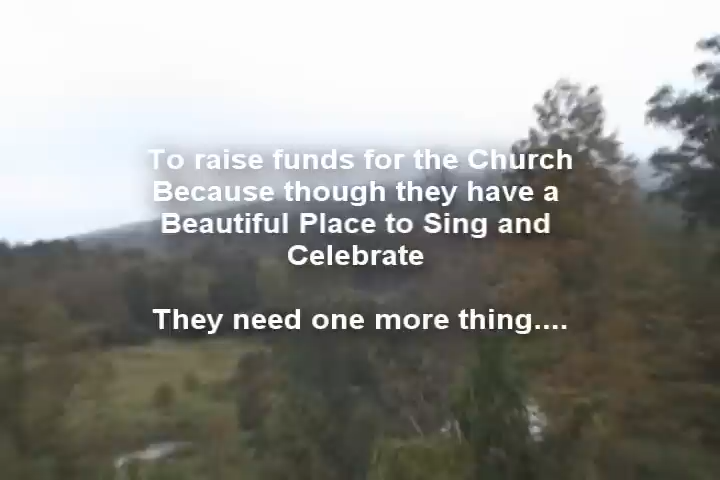 To raise funds for the Church
Because though they have a
Beautiful Place to Sing and
Celebrate
They need one more thing....